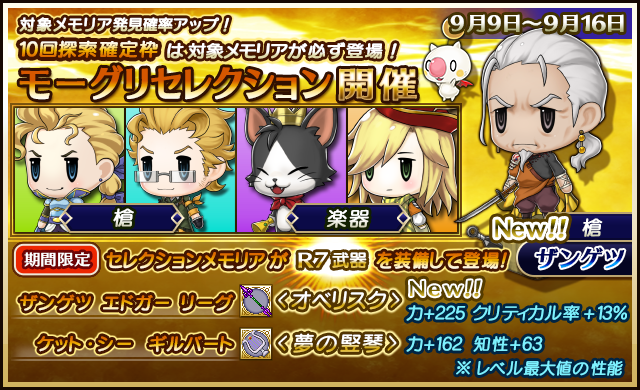 対象メモリア発見確率アップ！
9月9日～9月16日
10回探索確定枠 は対象メモリアが必ず登場！
モーグリセレクション開催
槍
楽器
New!! 槍
ザンゲツ
期間限定 セレクションメモリアが R7武器 を装備して登場！
ザンゲツ エドガー リーグ <オベリスク> New!! 力+225 クリティカル率+13%
ケット・シー ギルバート <夢の竪琴> 力+162 知性+63
※レベル最大値の性能